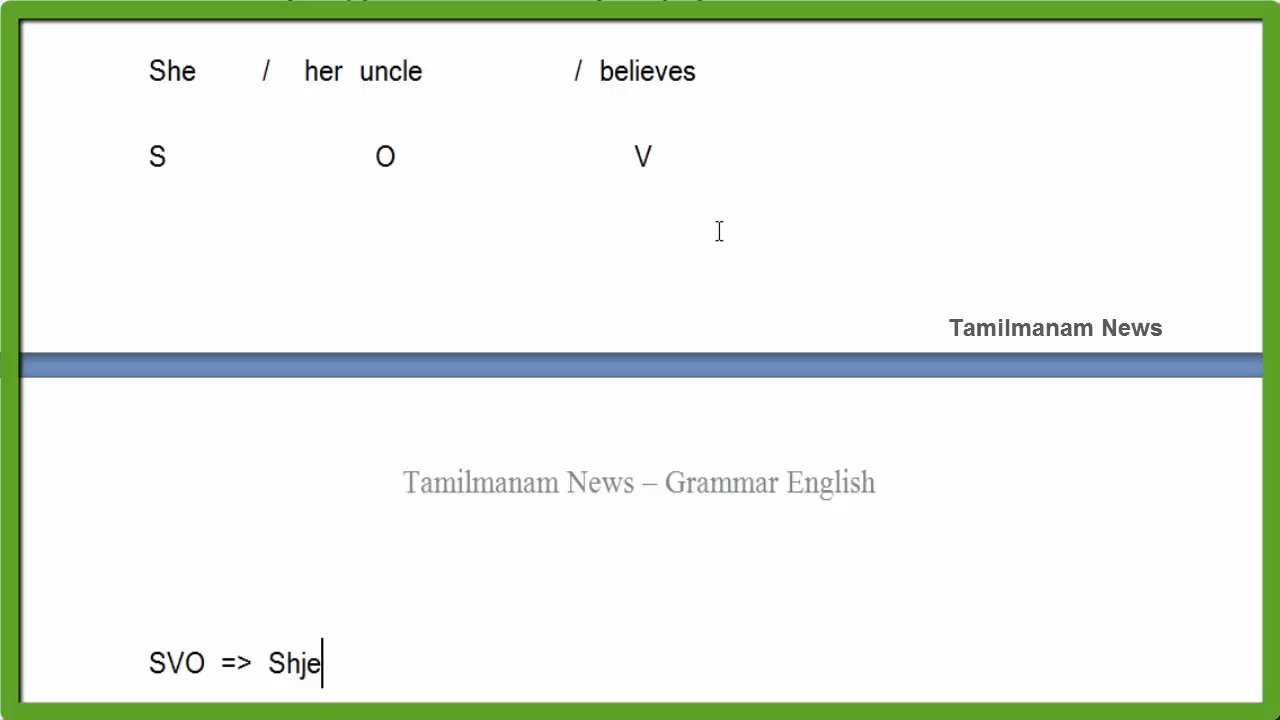 She / her uncle / believes
S O V
Tamilmanam News
Tamilmanam News – Grammar English
SVO => Shje